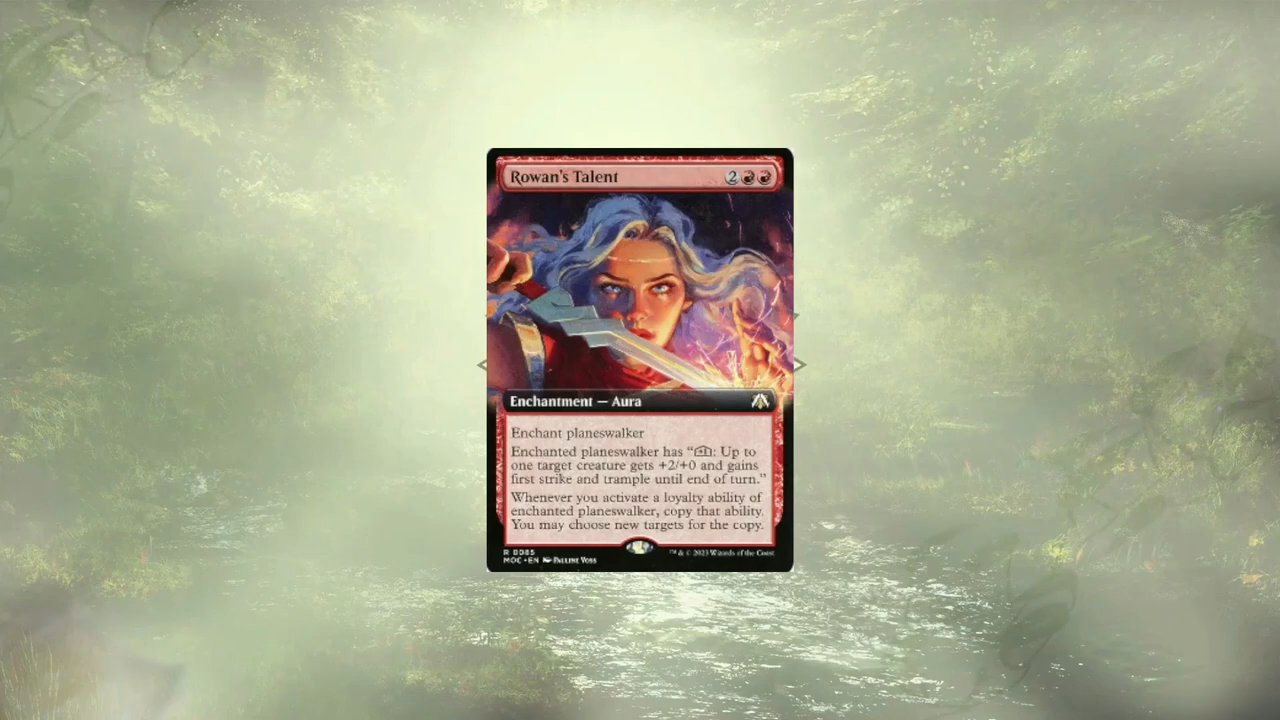 Rowan's Talent 2
Enchantment — Aura
Enchant planeswalker
Enchanted planeswalker has “+1: Up to
one target creature gets +2/+0 and gains
first strike and trample until end of turn.”
Whenever you activate a loyalty ability of
enchanted planeswalker, copy that ability.
You may choose new targets for the copy.
R 0085
MOC • EN Pauline Voss
™ & © 2023 Wizards of the Coast